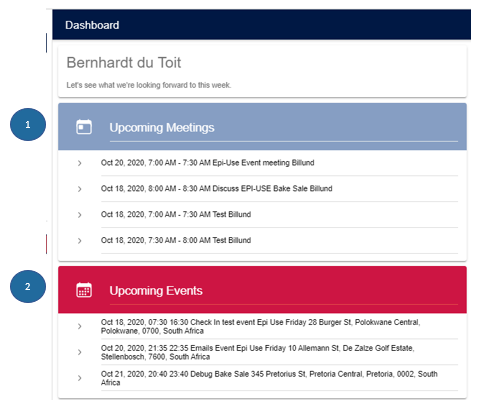 Dashboard
Bernhardt du Toit
Let's see what we're looking forward to this week.
1
Upcoming Meetings
Oct 20, 2020, 7:00 AM - 7:30 AM Epi-Use Event meeting Billund
Oct 18, 2020, 8:00 AM - 8:30 AM Discuss EPI-USE Bake Sale Billund
Oct 18, 2020, 7:00 AM - 7:30 AM Test Billund
Oct 18, 2020, 7:30 AM - 8:00 AM Test Billund
2
Upcoming Events
Oct 18, 2020, 07:30 16:30 Check In test event Epi Use Friday 28 Burger St, Polokwane Central,
Polokwane, 0700, South Africa
Oct 20, 2020, 21:35 22:35 Emails Event Epi Use Friday 10 Allemann St, De Zalze Golf Estate,
Stellenbosch, 7600, South Africa
Oct 21, 2020, 20:40 23:40 Debug Bake Sale 345 Pretorius St, Pretoria Central, Pretoria, 0002, South
Africa